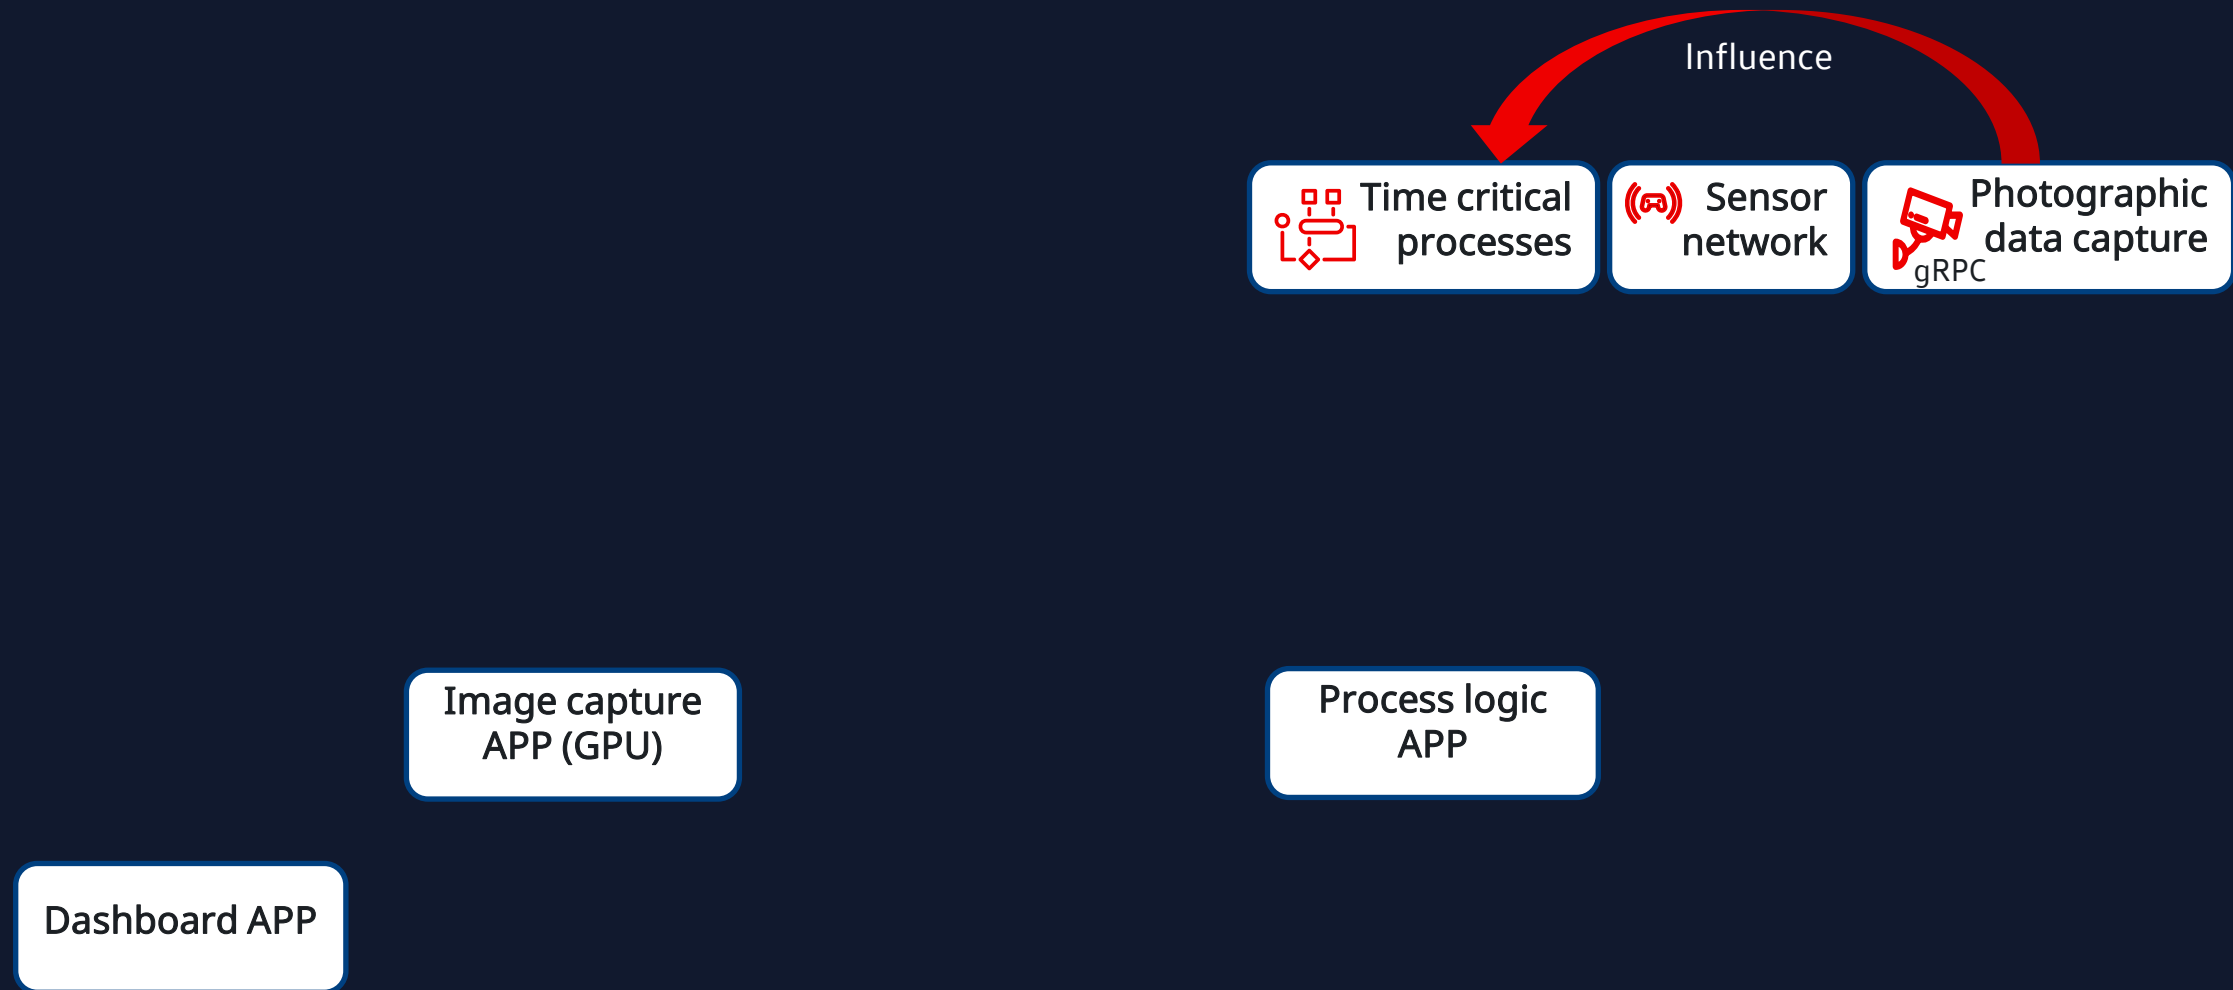 Influence
Time critical
processes
Sensor
network
Photographic
data capture
gRPC
Image capture
APP (GPU)
Process logic
APP
Dashboard APP